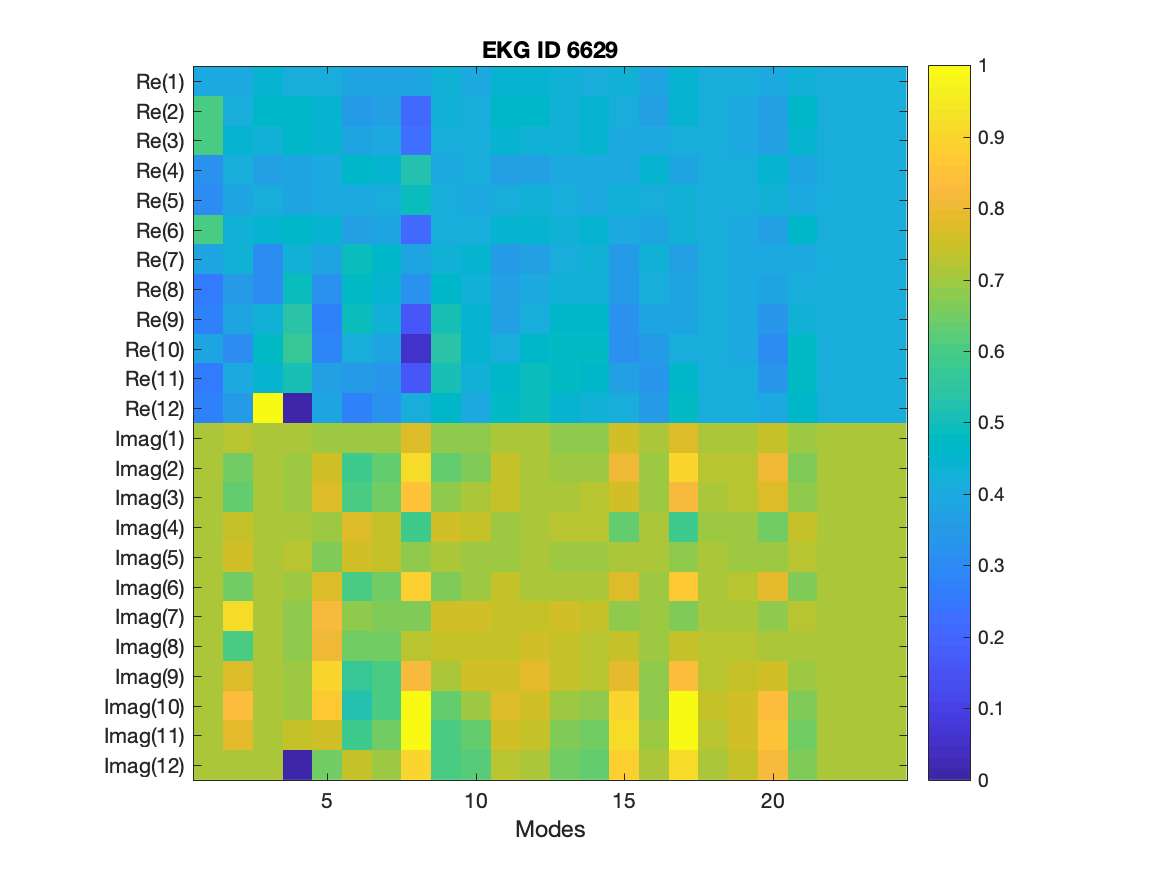 EKG ID 6629
Re(1)
Re(2)
Re(3)
Re(4)
Re(5)
Re(6)
Re(7)
Re(8)
Re(9)
Re(10)
Re(11)
Re(12)
Imag(1)
Imag(2)
Imag(3)
Imag(4)
Imag(5)
Imag(6)
Imag(7)
Imag(8)
Imag(9)
Imag(10)
Imag(11)
Imag(12)
5 10 15 20
Modes
1
0.9
0.8
0.7
0.6
0.5
0.4
0.3
0.2
0.1
0